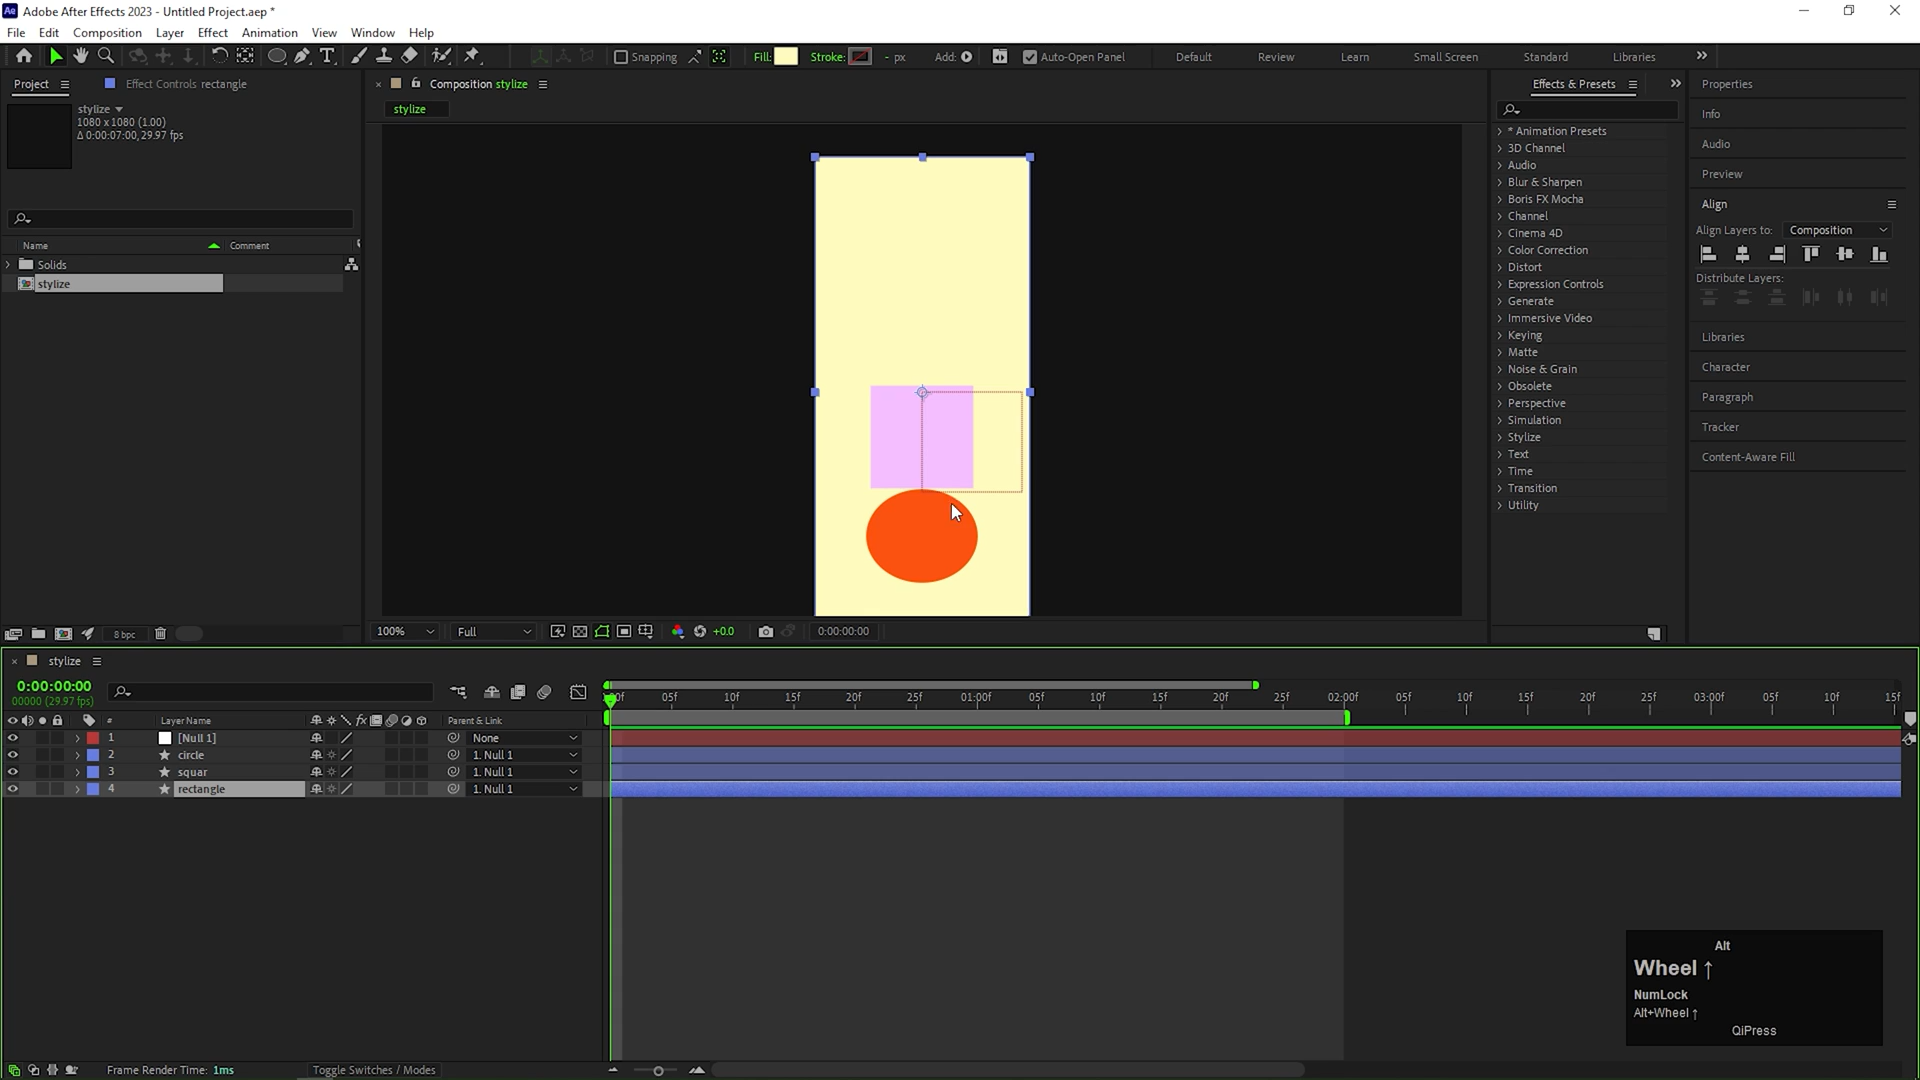 Adobe After Effects 2023 - Untitled Project.aep *
File Edit Composition Layer Effect Animation View Window Help
Snapping Fill: Stroke: - px Add: Auto-Open Panel Default Review Learn Small Screen Standard Libraries
Project Effect Controls rectangle
stylize
1080 x 1080 (1.00)
Δ 0:00:07:00, 29.97 fps
Name Comment
Solids
stylize
8 bpc
Composition stylize
stylize
100% Full +0.0 0:00:00:00
Effects & Presets
* Animation Presets
3D Channel
Audio
Blur & Sharpen
Boris FX Mocha
Channel
Cinema 4D
Color Correction
Distort
Expression Controls
Generate
Immersive Video
Keying
Matte
Noise & Grain
Obsolete
Perspective
Simulation
Stylize
Text
Time
Transition
Utility
Properties
Info
Audio
Preview
Align
Align Layers to: Composition
Distribute Layers:
Libraries
Character
Paragraph
Tracker
Content-Aware Fill
stylize
0:00:00:00
00000 (29.97 fps)
05f 10f 15f 20f 25f 01:00f 05f 10f 15f 20f 25f 02:00f 05f 10f 15f 20f 25f 03:00f 05f 10f 15f
# Layer Name fx Parent & Link
1 [Null 1] None
2 circle 1. Null 1
3 squar 1. Null 1
4 rectangle 1. Null 1
Alt
Wheel ↑
NumLock
Alt+Wheel ↑
QiPress
Frame Render Time: 1ms Toggle Switches / Modes